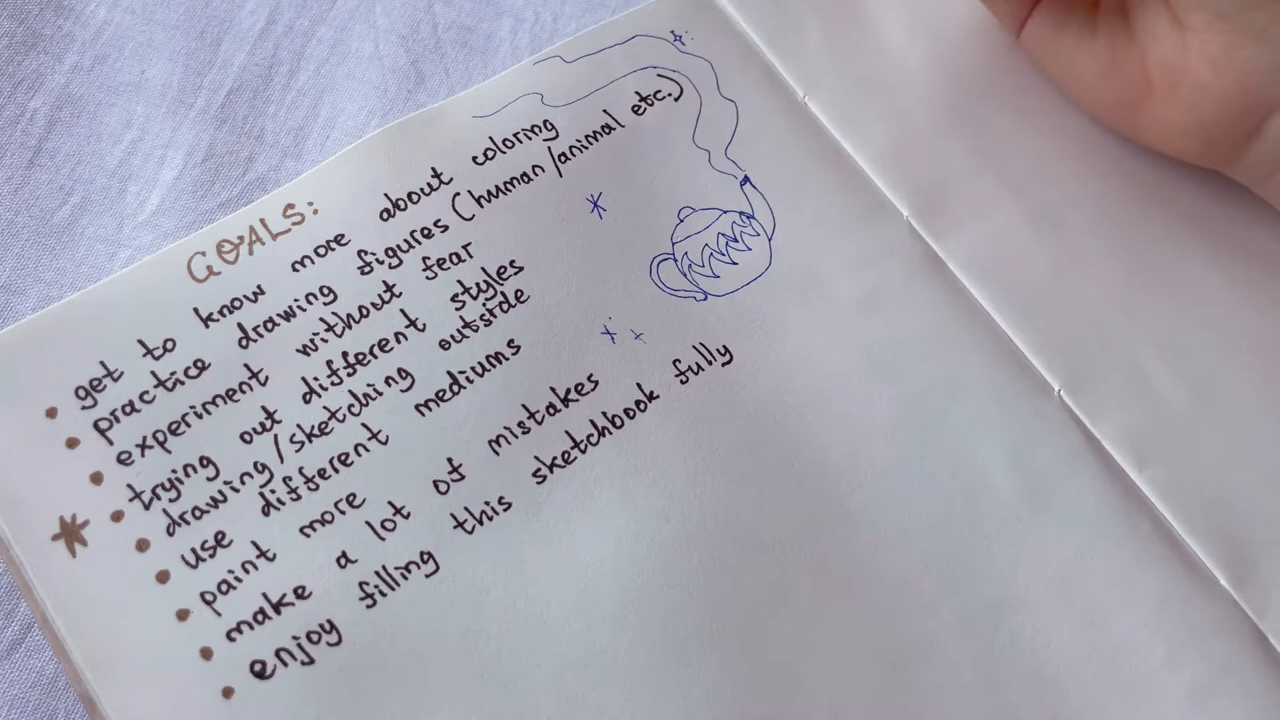 GOALS:
• get to know more about coloring
• practice drawing figures (human/animal etc.)
• experiment without fear
• trying out different styles
• drawing/sketching outside
• use different mediums
• paint more
• make a lot of mistakes
• enjoy filling this sketchbook fully